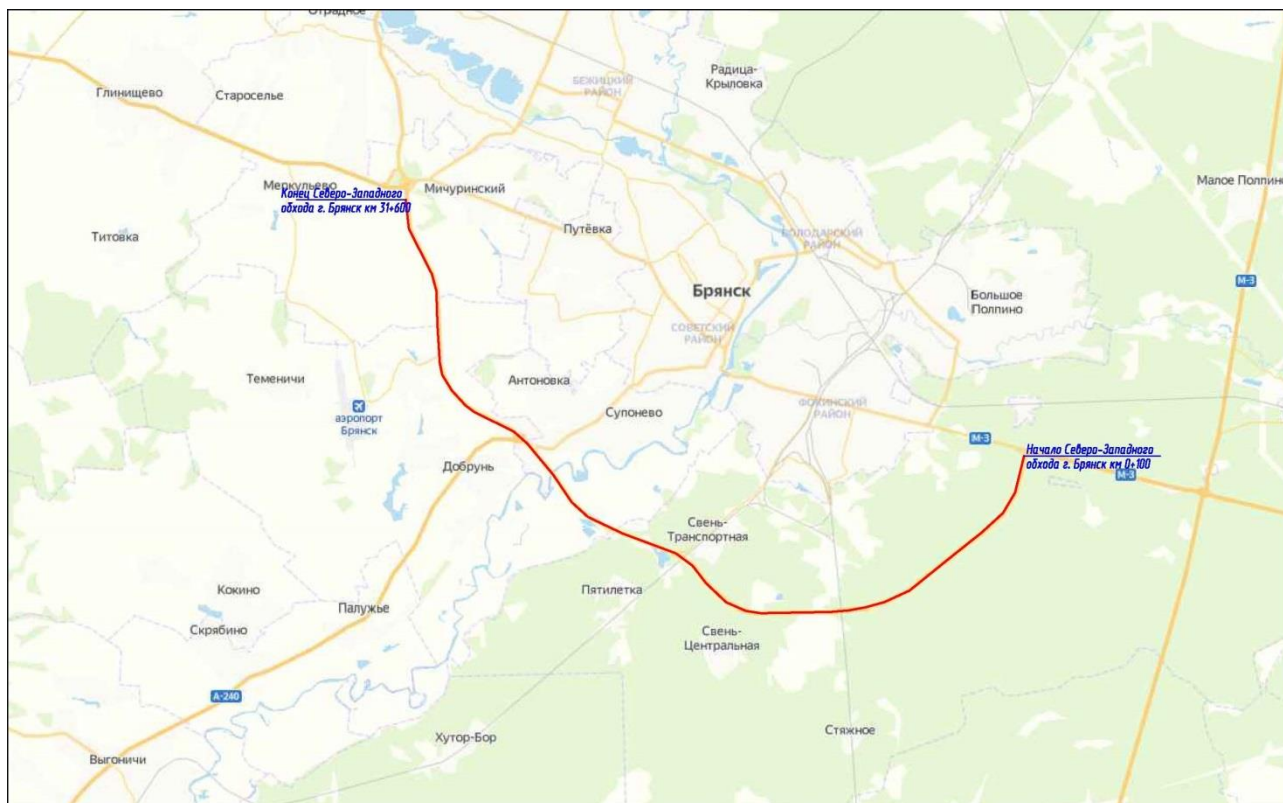 Отрадное
БЕЖИЦКИЙ
РАЙОН
Радица-
Крыловка
Глинищево
Староселье
Меркульево
Мичуринский
Малое Полпино
Конец Северо-Западного
обхода г. Брянск км 31+600
Титовка
Путёвка
ВОЛОДАРСКИЙ
РАЙОН
М-3
Брянск
Большое
Полпино
СОВЕТСКИЙ
РАЙОН
Теменичи
Антоновка
аэропорт
Брянск
Супонево
ФОКИНСКИЙ
РАЙОН
М-3
Начало Северо-Западного
обхода г. Брянск км 0+100
М-3
Добрунь
Свень-
Транспортная
Кокино
Пятилетка
Палужье
Скрябино
Свень-
Центральная
А-240
Стяжное
Хутор-Бор
Выгоничи